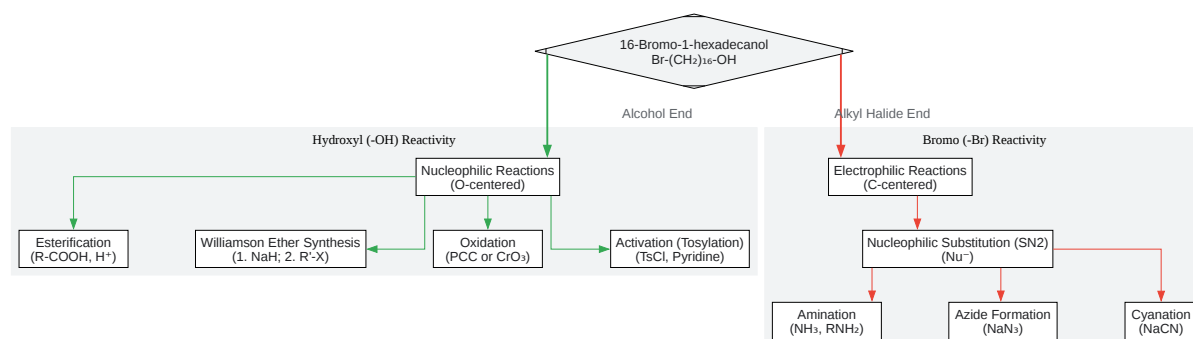 16-Bromo-1-hexadecanol
Br-(CH₂)₁₆-OH
Alcohol End
Alkyl Halide End
Hydroxyl (-OH) Reactivity
Bromo (-Br) Reactivity
Nucleophilic Reactions
(O-centered)
Electrophilic Reactions
(C-centered)
Esterification
(R-COOH, H⁺)
Williamson Ether Synthesis
(1. NaH; 2. R'-X)
Oxidation
(PCC or CrO₃)
Activation (Tosylation)
(TsCl, Pyridine)
Nucleophilic Substitution (SN2)
(Nu⁻)
Amination
(NH₃, RNH₂)
Azide Formation
(NaN₃)
Cyanation
(NaCN)